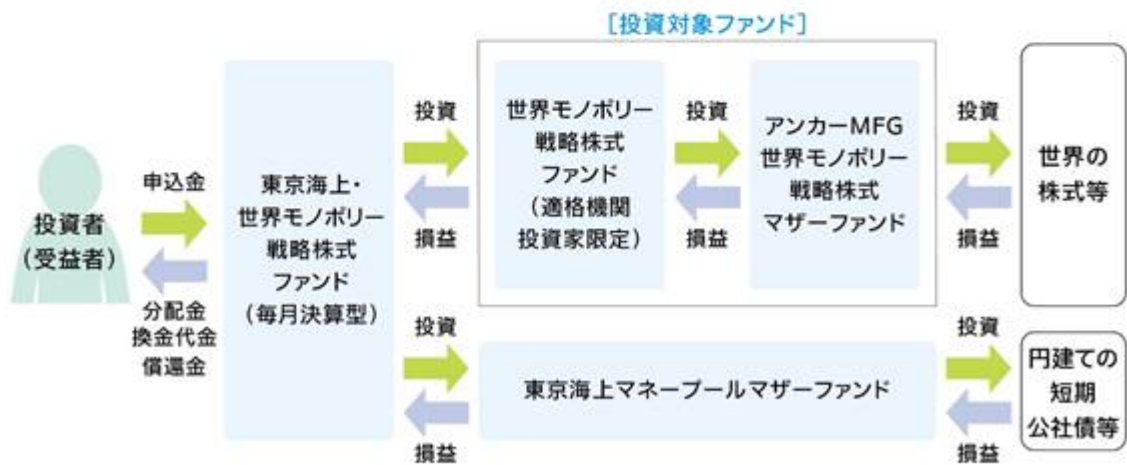 [投資対象ファンド]
投資者
(受益者)
申込金
分配金
換金代金
償還金
東京海上・
世界モノポリー
戦略株式
ファンド
(毎月決算型)
投資
損益
世界モノポリー
戦略株式
ファンド
(適格機関
投資家限定)
投資
損益
アンカーMFG
世界モノポリー
戦略株式
マザーファンド
投資
損益
世界の
株式等
投資
損益
東京海上マネープールマザーファンド
投資
損益
円建ての
短期
公社債等